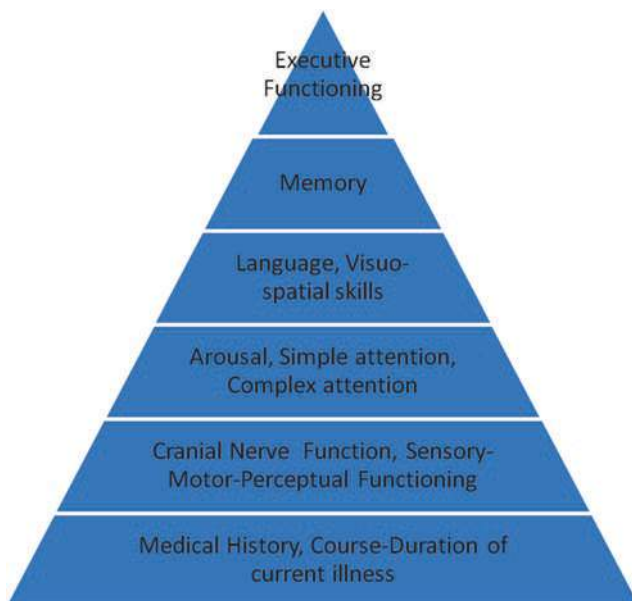 Executive
Functioning
Memory
Language, Visuo-
spatial skills
Arousal, Simple attention,
Complex attention
Cranial Nerve Function, Sensory-
Motor-Perceptual Functioning
Medical History, Course-Duration of
current illness